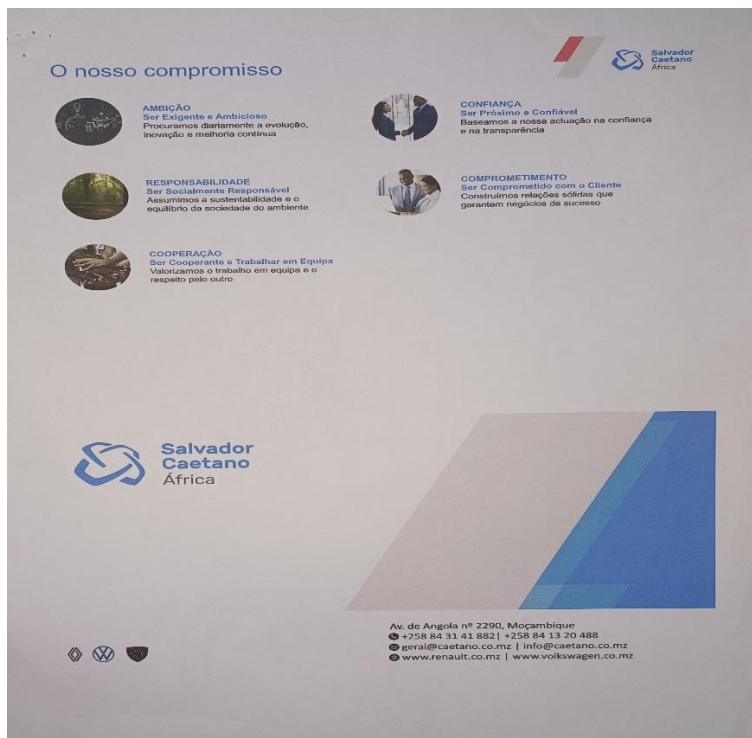 O nosso compromisso
Salvador
Caetano
África
AMBIÇÃO
Ser Exigente e Ambicioso
Procuramos diariamente a evolução,
inovação e melhoria contínua
CONFIANÇA
Ser Próximo e Confiável
Baseamos a nossa actuação na confiança
e na transparência
RESPONSABILIDADE
Ser Socialmente Responsável
Assumimos a sustentabilidade e o
equilíbrio da sociedade do ambiente
COMPROMETIMENTO
Ser Comprometido com o Cliente
Construímos relações sólidas que
garantem negócios de sucesso
COOPERAÇÃO
Ser Cooperante e Trabalhar em Equipa
Valorizamos o trabalho em equipa e o
respeito pelo outro
Salvador
Caetano
África
Av. de Angola nº 2290, Moçambique
+258 84 31 41 882| +258 84 13 20 488
geral@caetano.co.mz | info@caetano.co.mz
www.renault.co.mz | www.volkswagen.co.mz